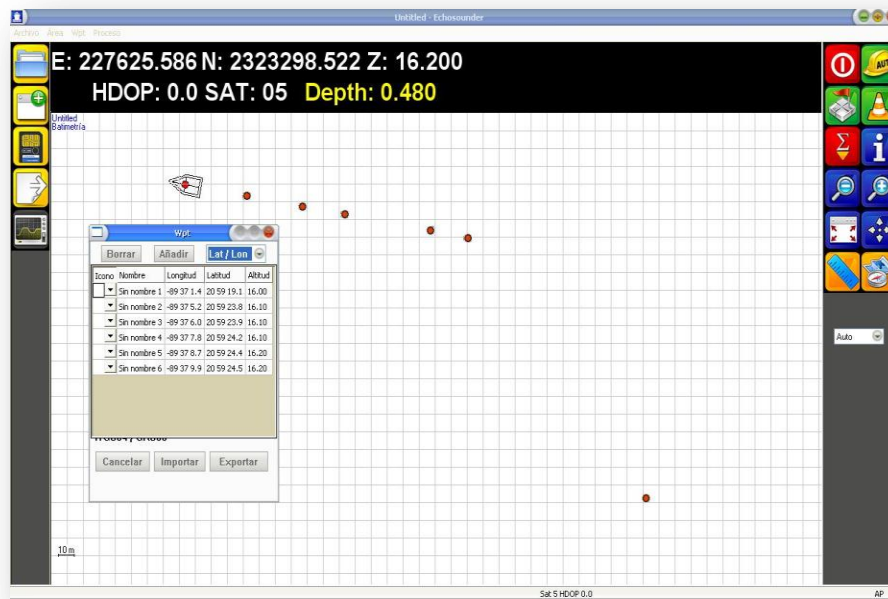 Untitled - Echosounder
Archivo Area Wpt Proceso
E: 227625.586 N: 2323298.522 Z: 16.200
HDOP: 0.0 SAT: 05 Depth: 0.480
AUT
Untitled
Batimetría
Wpt
Borrar Añadir Lat / Lon
Icono Nombre Longitud Latitud Altitud
Sin nombre 1 -89 37 1.4 20 59 19.1 16.00
Sin nombre 2 -89 37 5.2 20 59 23.8 16.10
Sin nombre 3 -89 37 6.0 20 59 23.9 16.10
Sin nombre 4 -89 37 7.8 20 59 24.2 16.10
Sin nombre 5 -89 37 8.7 20 59 24.4 16.20
Sin nombre 6 -89 37 9.9 20 59 24.5 16.20
Cancelar Importar Exportar
Auto
10 m
Sat 5 HDOP 0.0
AP